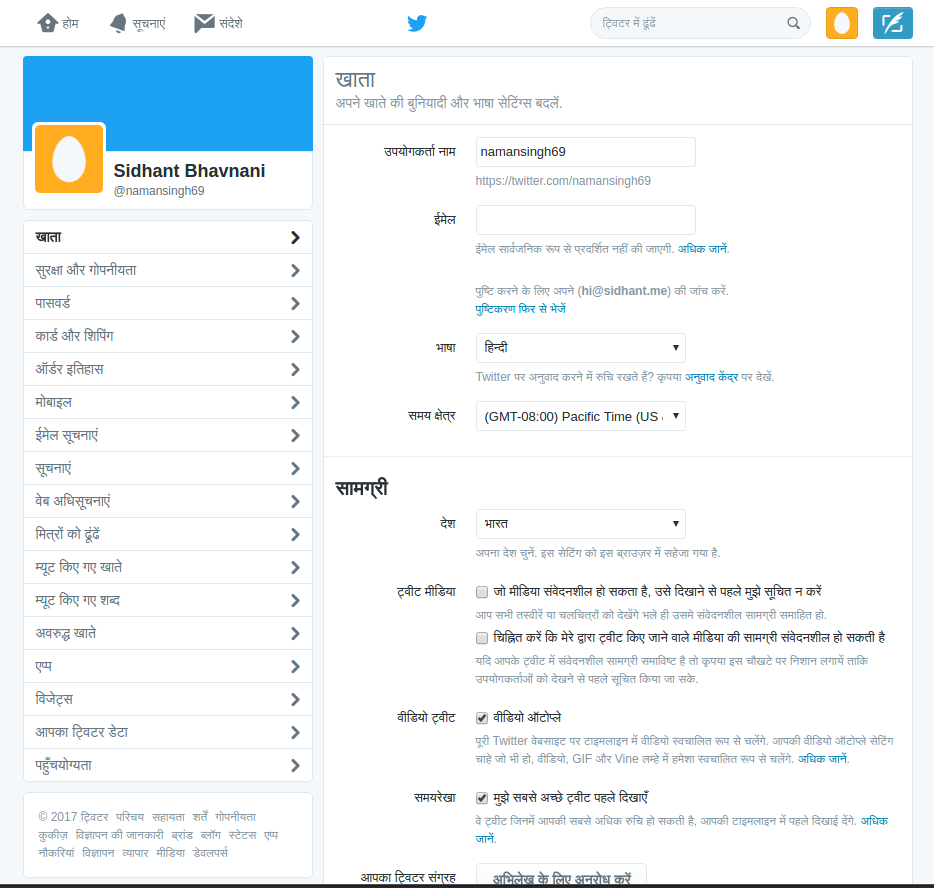 होम सूचनाएं संदेश ट्विटर में ढूंढें
Sidhant Bhavnani
@namansingh69
खाता
सुरक्षा और गोपनीयता
पासवर्ड
कार्ड और शिपिंग
ऑर्डर इतिहास
मोबाइल
ईमेल सूचनाएं
सूचनाएं
वेब अधिसूचनाएं
मित्रों को ढूंढें
म्यूट किए गए खाते
म्यूट किए गए शब्द
अवरुद्ध खाते
एप्प
विजेट्स
आपका ट्विटर डेटा
पहुँचयोग्यता
© 2017 ट्विटर परिचय सहायता शर्तें गोपनीयता
कुकीज़ विज्ञापन की जानकारी ब्रांड ब्लॉग स्टेटस एप्प
नौकरियां विज्ञापन व्यापार मीडिया डेवलपर्स
खाता
अपने खाते की बुनियादी और भाषा सेटिंग्स बदलें.
उपयोगकर्ता नाम namansingh69
https://twitter.com/namansingh69
ईमेल
ईमेल सार्वजनिक रूप से प्रदर्शित नहीं की जाएगी. अधिक जानें.
पुष्टि करने के लिए अपने (hi@sidhant.me) की जांच करें.
पुष्टिकरण फिर से भेजें
भाषा हिन्दी
Twitter पर अनुवाद करने में रुचि रखते हैं? कृपया अनुवाद केंद्र पर देखें.
समय क्षेत्र (GMT-08:00) Pacific Time (US
सामग्री
देश भारत
अपना देश चुनें. इस सेटिंग को इस ब्राउज़र में सहेजा गया है.
ट्वीट मीडिया जो मीडिया संवेदनशील हो सकता है, उसे दिखाने से पहले मुझे सूचित न करें
आप सभी तस्वीरें या चलचित्रों को देखेंगे भले ही उसमे संवेदनशील सामग्री समाहित हो.
चिह्नित करें कि मेरे द्वारा ट्वीट किए जाने वाले मीडिया की सामग्री संवेदनशील हो सकती है
यदि आपके ट्वीट में संवेदनशील सामग्री समाविष्ट है तो कृपया इस चौखटे पर निशान लगायें ताकि
उपयोगकर्ताओं को देखने से पहले सूचित किया जा सके.
वीडियो ट्वीट वीडियो ऑटोप्ले
पूरी Twitter वेबसाइट पर टाइमलाइन में वीडियो स्वचालित रूप से चलेंगे. आपकी वीडियो ऑटोप्ले सेटिंग
चाहे जो भी हो, वीडियो, GIF और Vine लम्हे में हमेशा स्वचालित रूप से चलेंगे. अधिक जानें.
समयरेखा मुझे सबसे अच्छे ट्वीट पहले दिखाएँ
वे ट्वीट जिनमें आपकी सबसे अधिक रुचि हो सकती है, आपकी टाइमलाइन में पहले दिखाई देंगे. अधिक
जानें.
आपका ट्विटर संग्रह अभिलेख के लिए अनुरोध करें